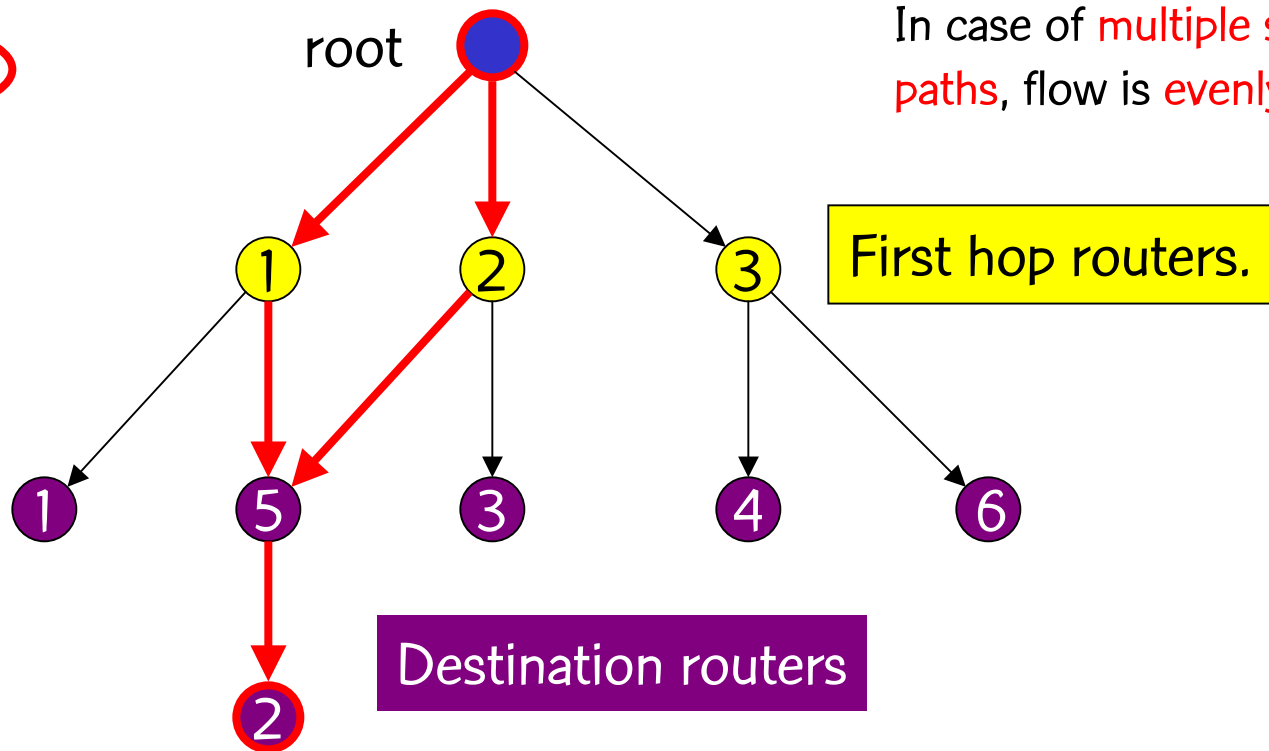 root
In case of multiple
paths, flow is
1
2
3
First hop routers.
1
5
3
4
6
Destination routers
2